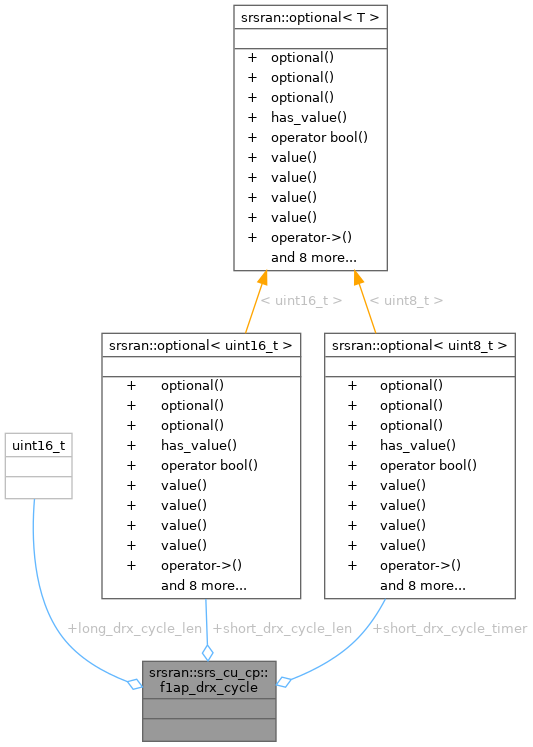 srsran::optional< T >
+ optional()
+ optional()
+ optional()
+ has_value()
+ operator bool()
+ value()
+ value()
+ value()
+ value()
+ operator->()
and 8 more...
< uint16_t >
< uint8_t >
srsran::optional< uint16_t >
+ optional()
+ optional()
+ optional()
+ has_value()
+ operator bool()
+ value()
+ value()
+ value()
+ value()
+ operator->()
and 8 more...
srsran::optional< uint8_t >
+ optional()
+ optional()
+ optional()
+ has_value()
+ operator bool()
+ value()
+ value()
+ value()
+ value()
+ operator->()
and 8 more...
uint16_t
+long_drx_cycle_len
+short_drx_cycle_len
+short_drx_cycle_timer
srsran::srs_cu_cp::
f1ap_drx_cycle